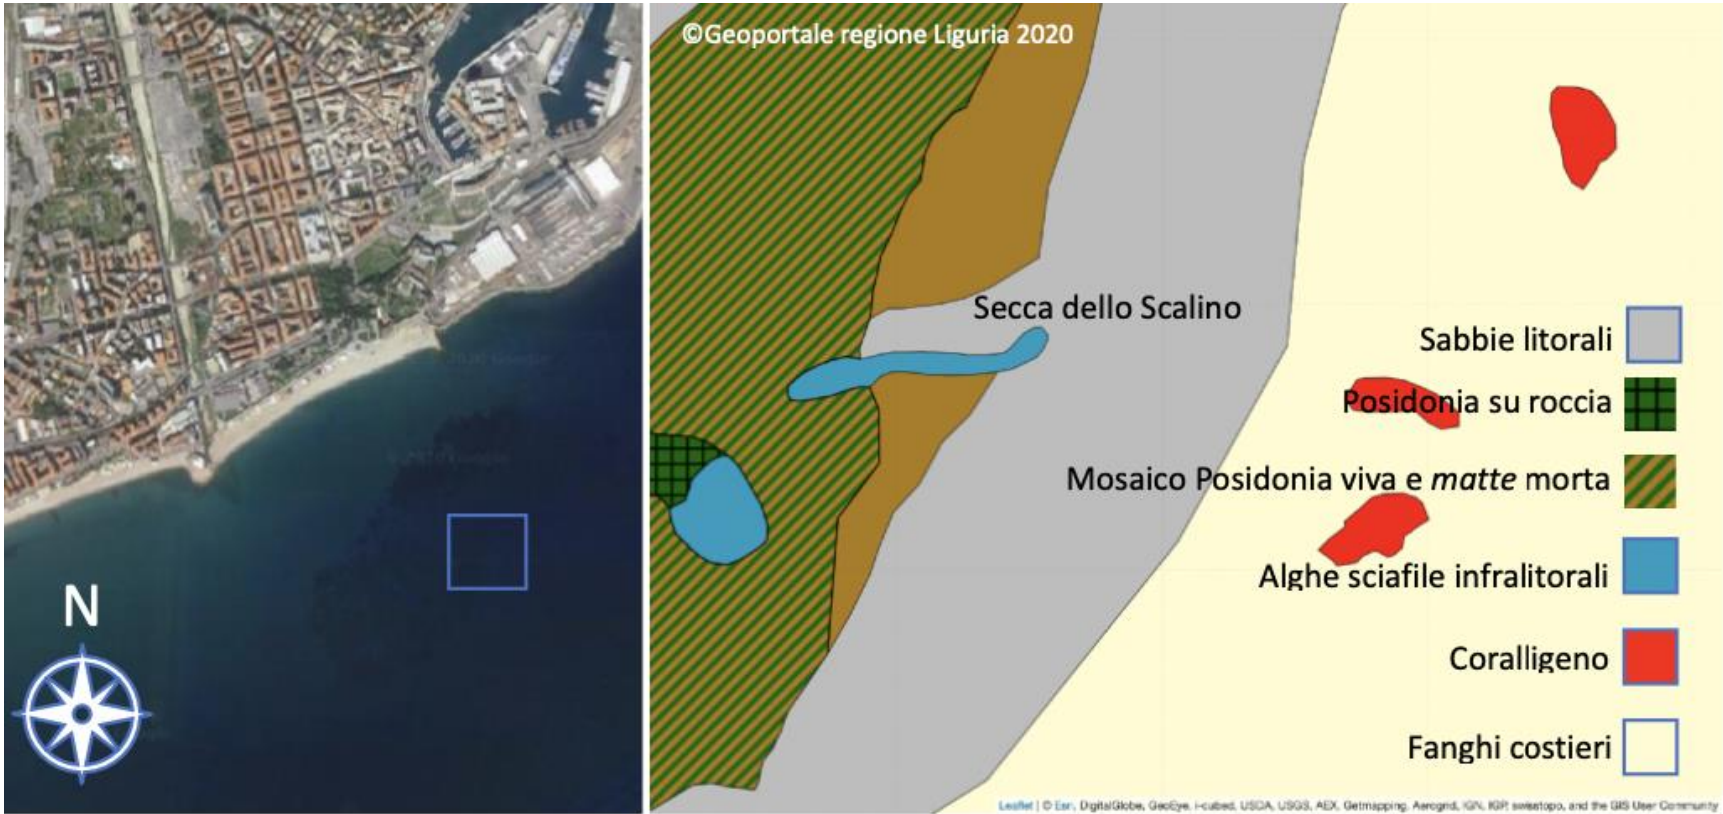 N
©Geoportale regione Liguria 2020
Secca dello Scalino
Sabbie litorali
Posidonia su roccia
Mosaico Posidonia viva e matte morta
Alghe sciafile infralitorali
Coralligeno
Fanghi costieri
Leaflet | © Esri, DigitalGlobe, GeoEye, i-cubed, USDA, USGS, AEX, Getmapping, Aerogrid, IGN, IGP, swisstopo, and the GIS User Community